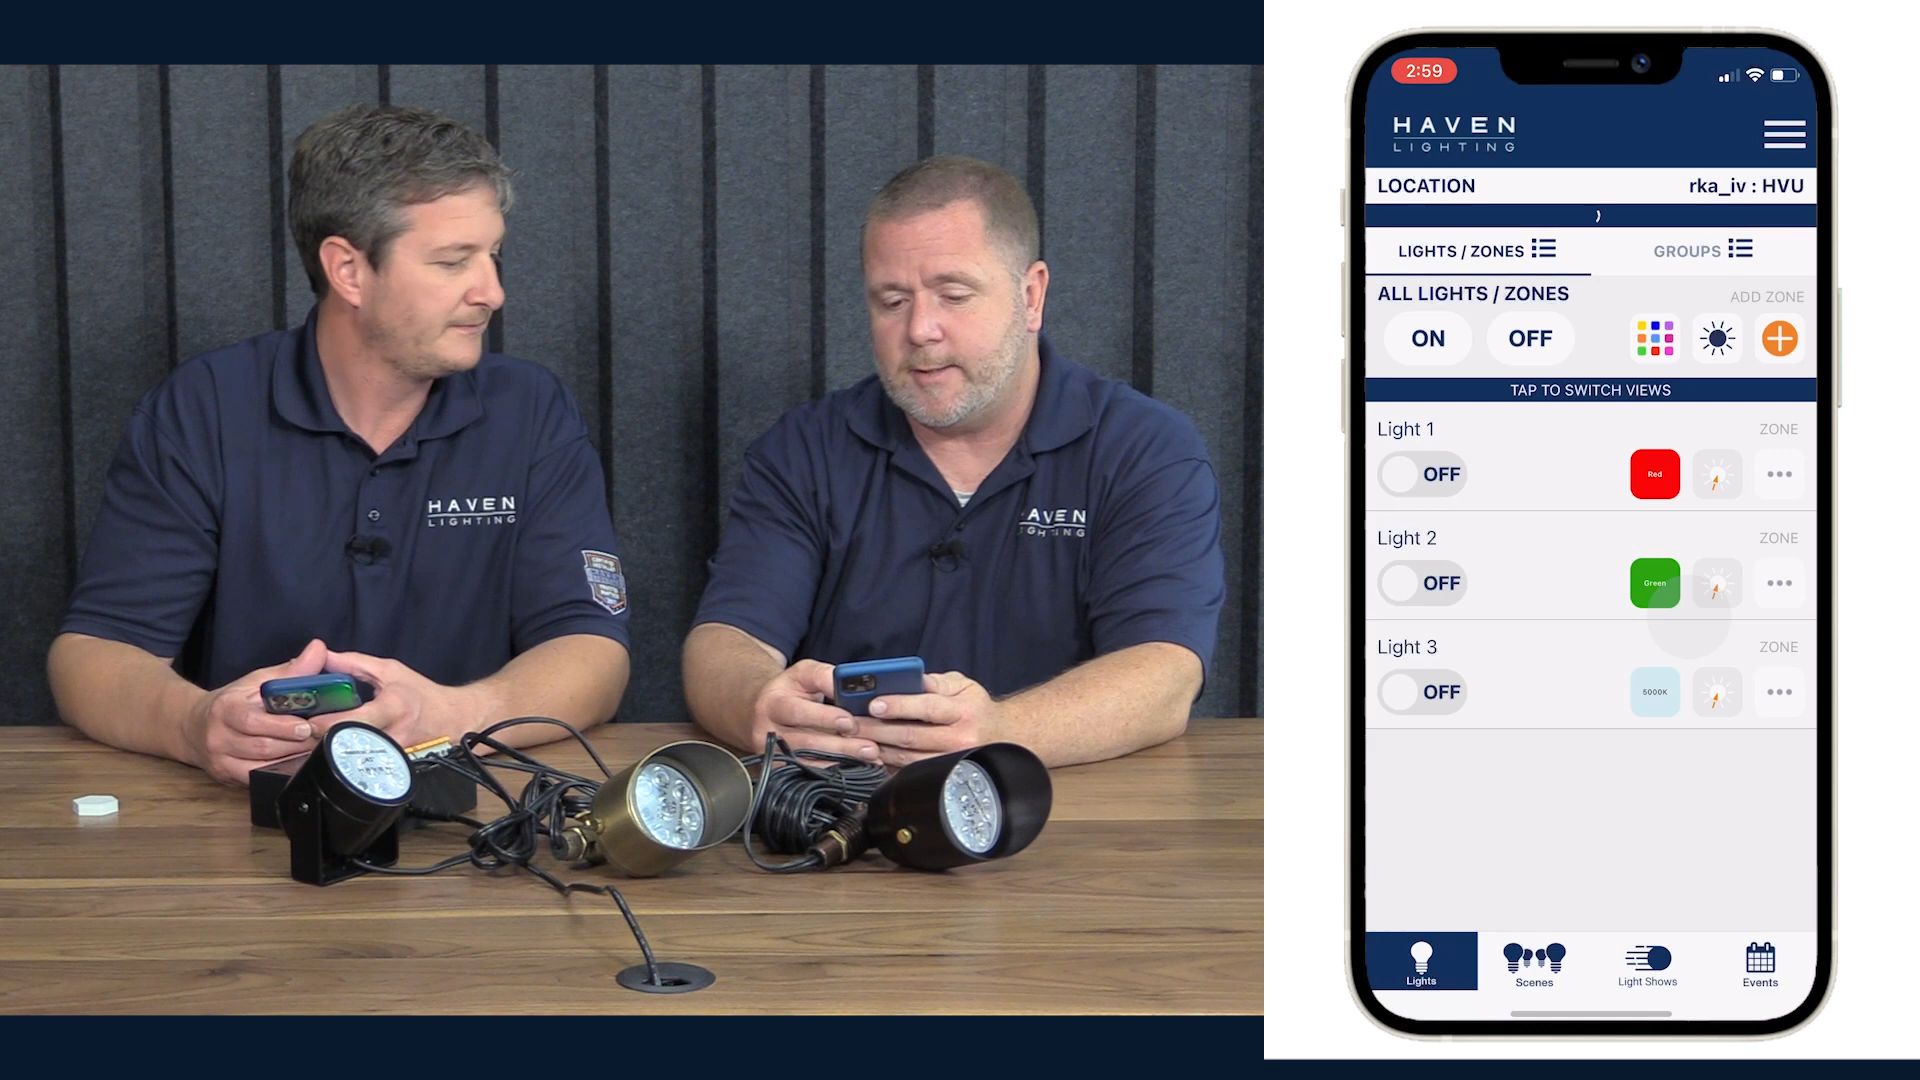 HAVEN
LIGHTING
AVEN
IGHTING
2:59
HAVEN
LIGHTING
LOCATION rka_iv : HVU
LIGHTS / ZONES GROUPS
ALL LIGHTS / ZONES ADD ZONE
ON OFF
TAP TO SWITCH VIEWS
Light 1 ZONE
OFF Red
Light 2 ZONE
OFF Green
Light 3 ZONE
OFF 5000K
Lights Scenes Light Shows Events